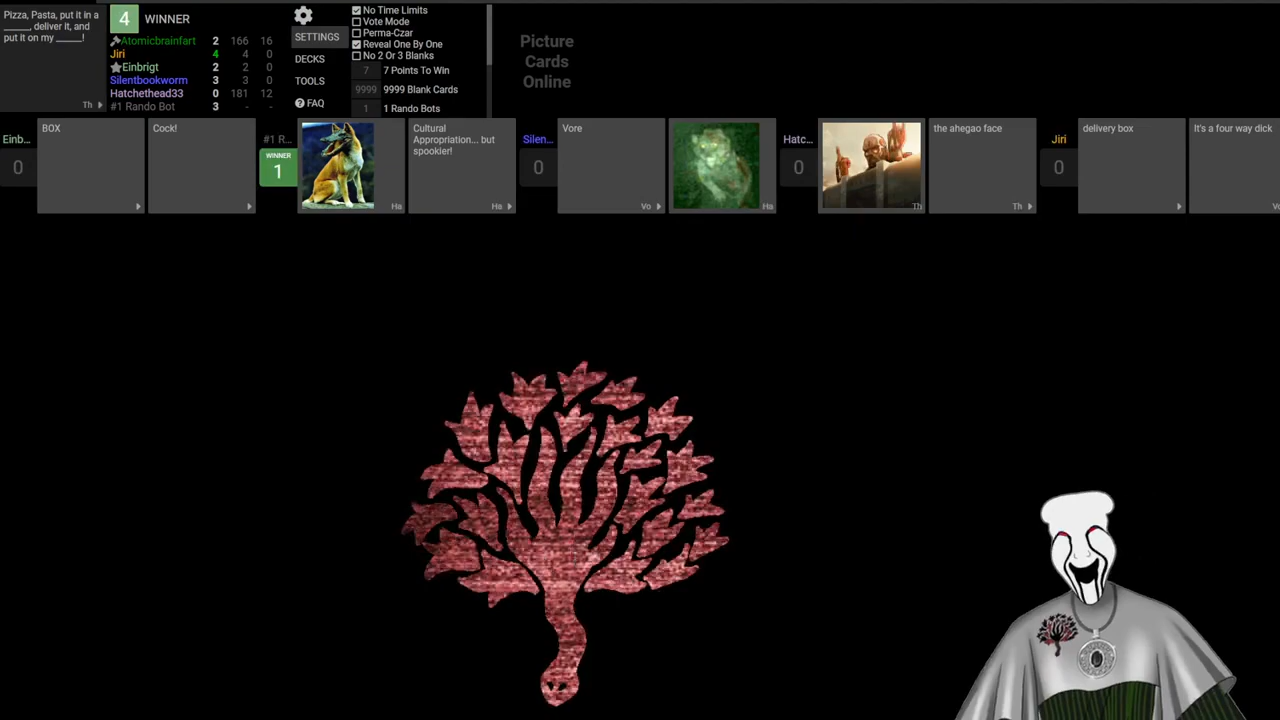 Pizza, Pasta, put it in a
_____, deliver it, and
put it on my _____!
Th
4 WINNER
Atomicbrainfart 2 166 16
Jiri 4 4 0
Einbrigt 2 2 0
Silentbookworm 3 3 0
Hatchethead33 0 181 12
#1 Rando Bot 3 - -
SETTINGS
DECKS
TOOLS
FAQ
No Time Limits
Vote Mode
Perma-Czar
Reveal One By One
No 2 Or 3 Blanks
7 7 Points To Win
9999 9999 Blank Cards
1 1 Rando Bots
Picture
Cards
Online
Einb...
0
BOX
Cock!
#1 R...
WINNER
1
Ha
Cultural
Appropriation... but
spookier!
Ha
Silen...
0
Vore
Vo
Ha
Hatc...
0
Th
the ahegao face
Th
Jiri
0
delivery box
It's a four way dick